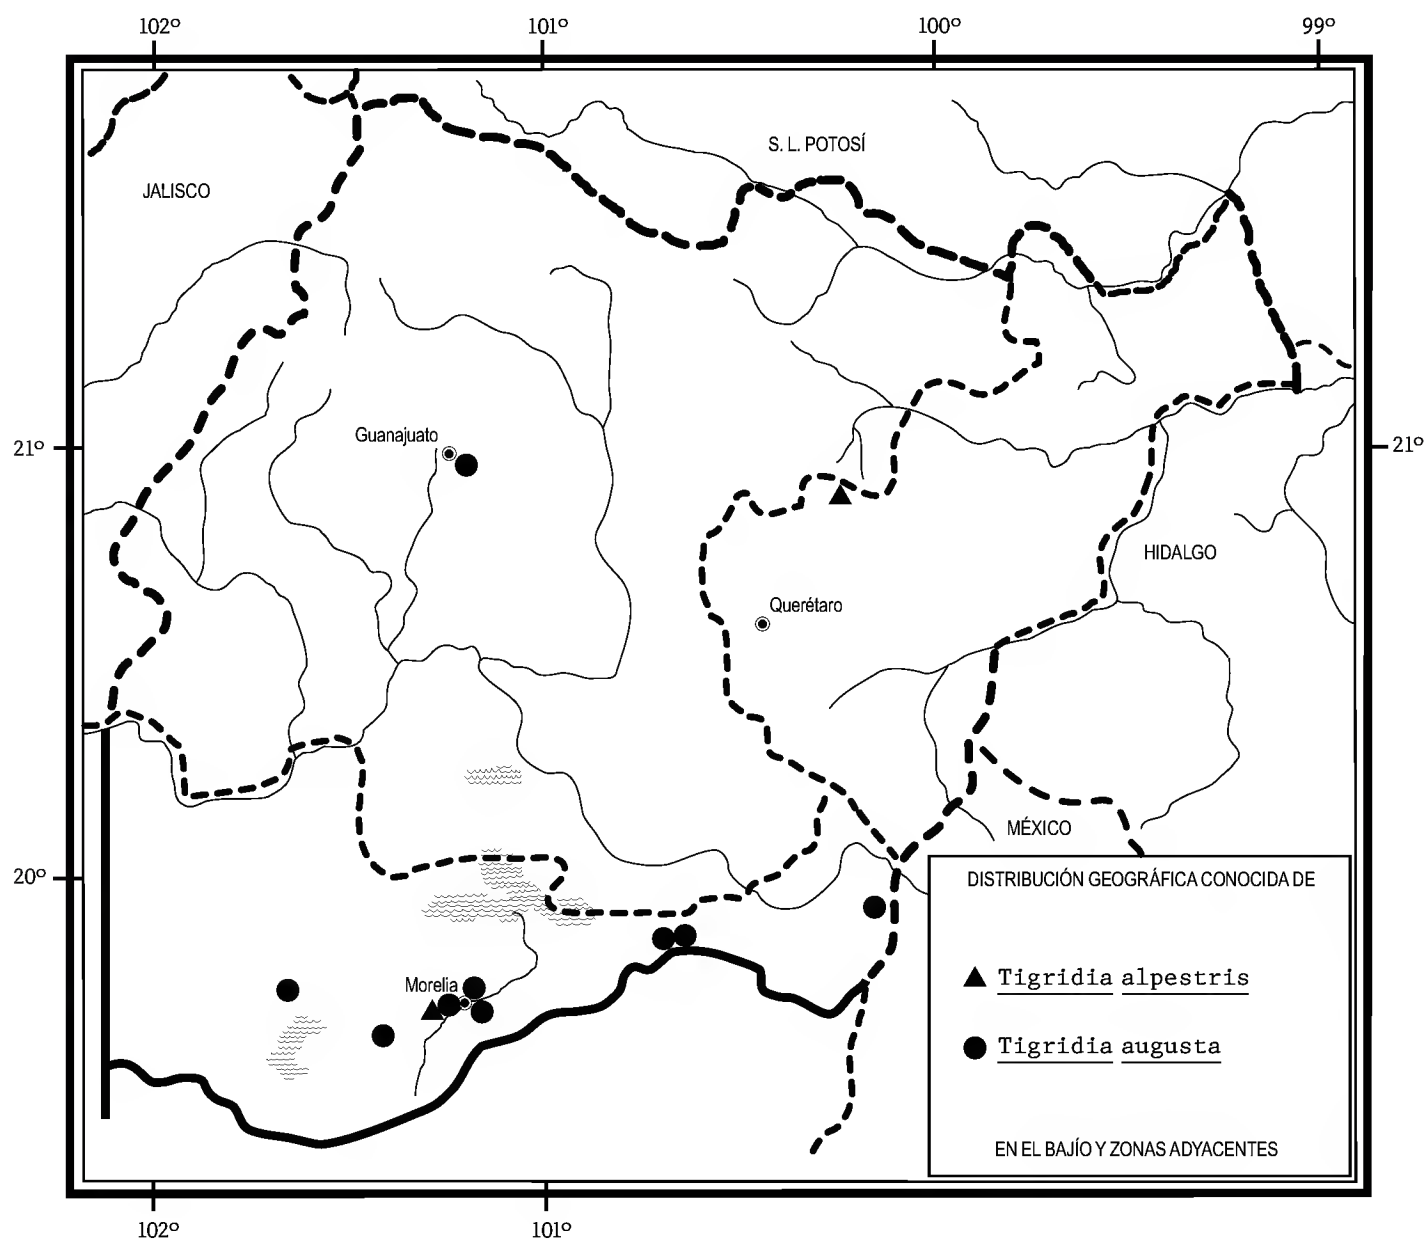 102º 101º 100º 99º
S. L. POTOSÍ
JALISCO
Guanajuato
21º 21º
HIDALGO
Querétaro
MÉXICO
20º
DISTRIBUCIÓN GEOGRÁFICA CONOCIDA DE
Tigridia alpestris
Morelia
Tigridia augusta
EN EL BAJÍO Y ZONAS ADYACENTES
102º 101º